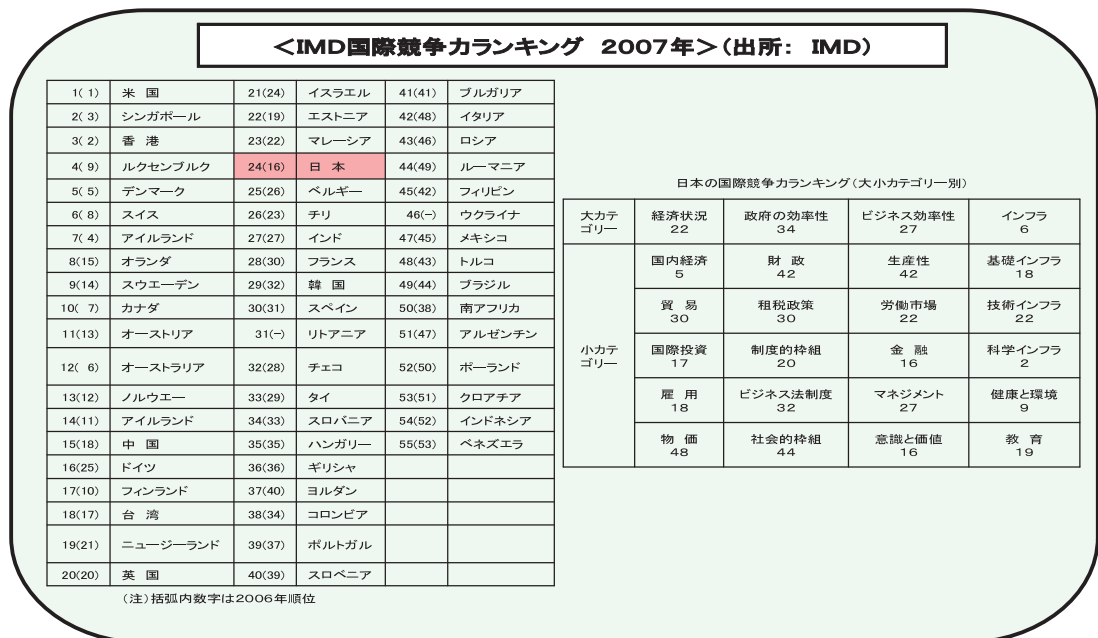 ＜IMD国際競争力ランキング 2007年＞（出所： IMD）
1( 1) 米 国 21(24) イスラエル 41(41) ブルガリア
2( 3) シンガポール 22(19) エストニア 42(48) イタリア
3( 2) 香 港 23(22) マレーシア 43(46) ロシア
4( 9) ルクセンブルク 24(16) 日 本 44(49) ルーマニア
5( 5) デンマーク 25(26) ベルギー 45(42) フィリピン
6( 8) スイス 26(23) チリ 46(−) ウクライナ
7( 4) アイルランド 27(27) インド 47(45) メキシコ
8(15) オランダ 28(30) フランス 48(43) トルコ
9(14) スウエーデン 29(32) 韓 国 49(44) ブラジル
10( 7) カナダ 30(31) スペイン 50(38) 南アフリカ
11(13) オーストリア 31(−) リトアニア 51(47) アルゼンチン
12( 6) オーストラリア 32(28) チェコ 52(50) ポーランド
13(12) ノルウエー 33(29) タイ 53(51) クロアチア
14(11) アイルランド 34(33) スロバニア 54(52) インドネシア
15(18) 中 国 35(35) ハンガリー 55(53) ベネズエラ
16(25) ドイツ 36(36) ギリシャ
17(10) フィンランド 37(40) ヨルダン
18(17) 台 湾 38(34) コロンビア
19(21) ニュージーランド 39(37) ポルトガル
20(20) 英 国 40(39) スロベニア
（注）括弧内数字は2006年順位
日本の国際競争力ランキング（大小カテゴリー別）
大カテ 経済状況 政府の効率性 ビジネス効率性 インフラ
ゴリー 22 34 27 6
国内経済 財 政 生産性 基礎インフラ
5 42 42 18
貿 易 租税政策 労働市場 技術インフラ
30 30 22 22
小カテ 国際投資 制度的枠組 金 融 科学インフラ
ゴリー 17 20 16 2
雇 用 ビジネス法制度 マネジメント 健康と環境
18 32 27 9
物 価 社会的枠組 意識と価値 教 育
48 44 16 19